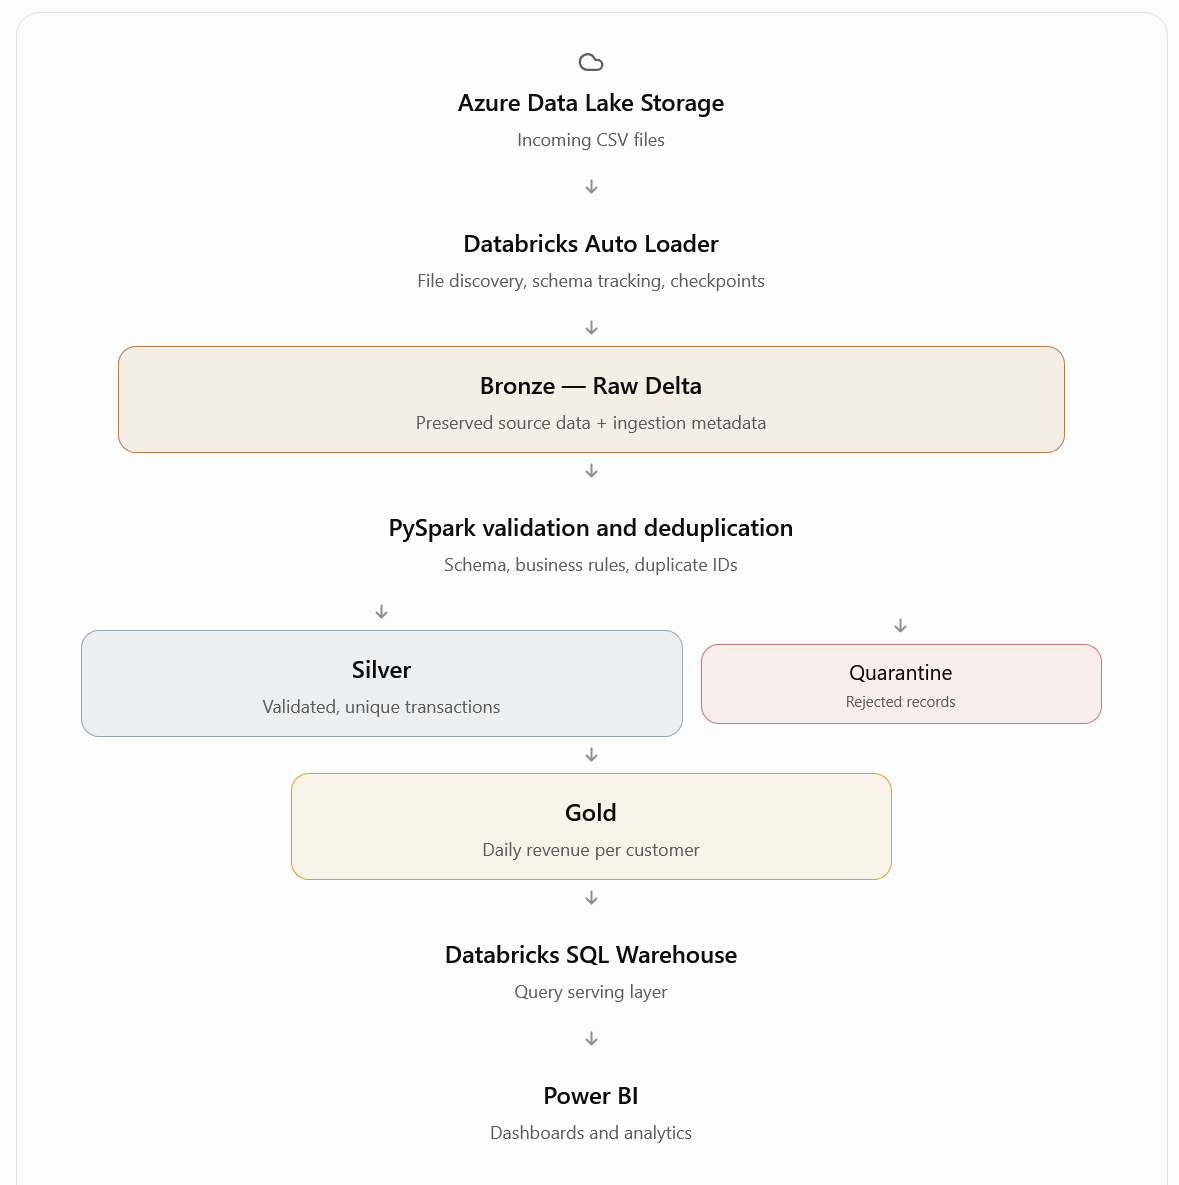 Azure Data Lake Storage
Incoming CSV files
Databricks Auto Loader
File discovery, schema tracking, checkpoints
Bronze — Raw Delta
Preserved source data + ingestion metadata
PySpark validation and deduplication
Schema, business rules, duplicate IDs
Silver
Validated, unique transactions
Quarantine
Rejected records
Gold
Daily revenue per customer
Databricks SQL Warehouse
Query serving layer
Power BI
Dashboards and analytics